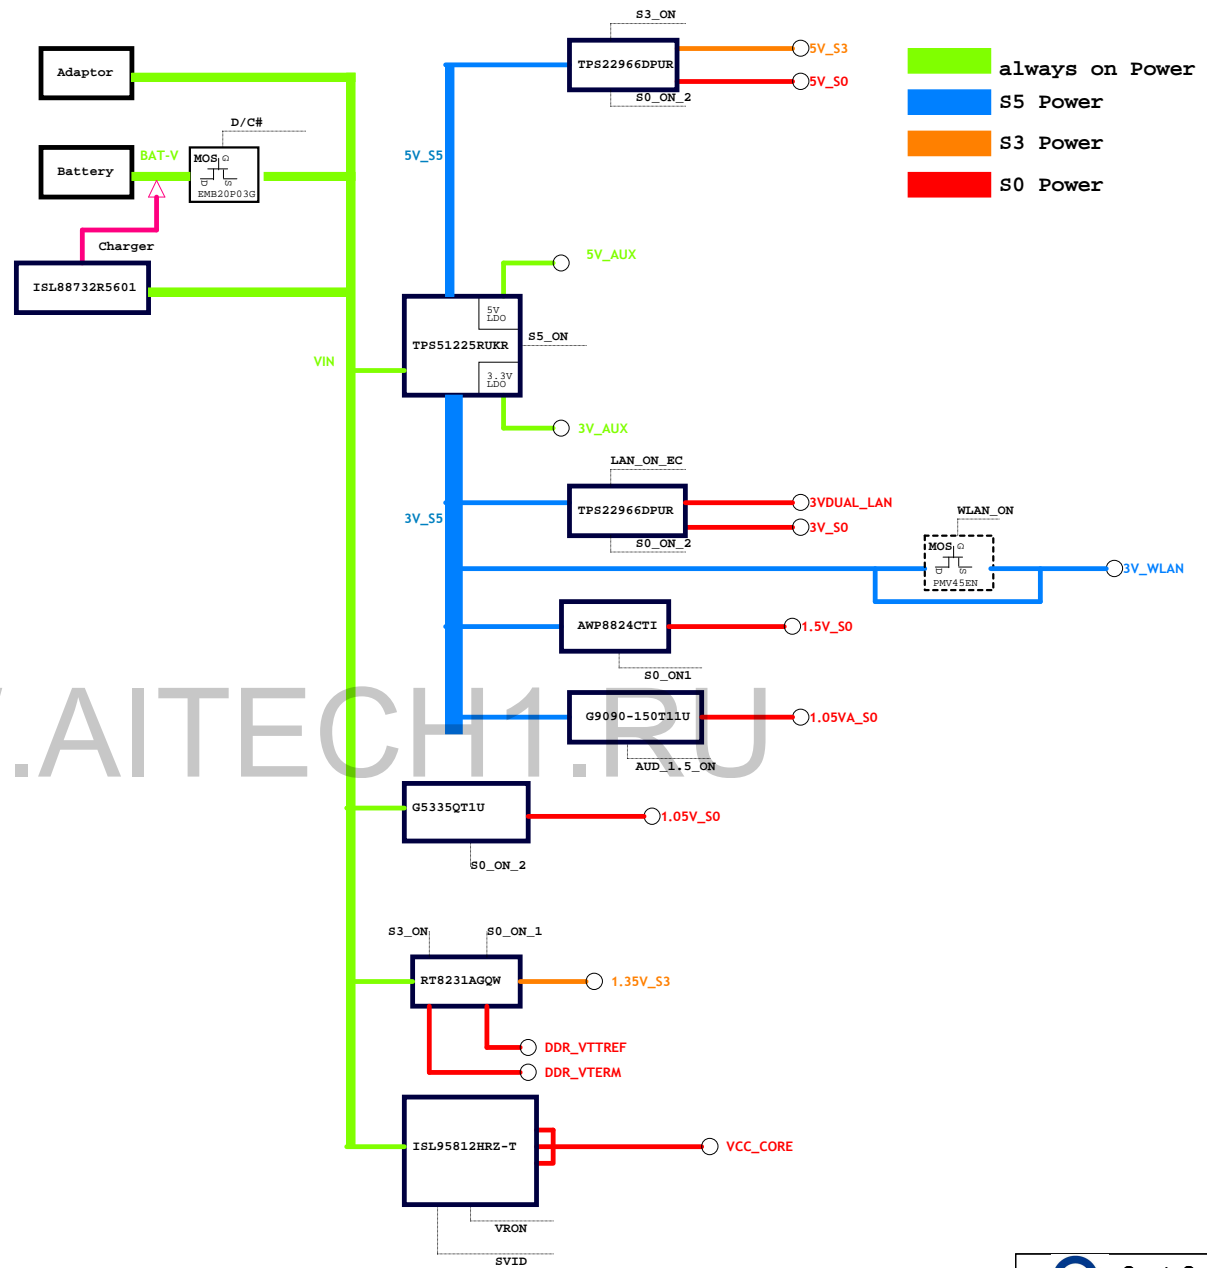 S3_ON
Adaptor
TPS22966DPUR
5V_S3
5V_S0
S0_ON_2
always on Power
S5 Power
S3 Power
S0 Power
D/C#
BAT-V
5V_S5
Battery
MOS
G
D
S
EMB20P03G
Charger
ISL88732R5601
5V_AUX
5V
LDO
TPS51225RUKR
S5_ON
VIN
3.3V
LDO
3V_AUX
LAN_ON_EC
TPS22966DPUR
3VDUAL_LAN
3V_S5
3V_S0
S0_ON_2
WLAN_ON
MOS
G
D
S
PMV45EN
3V_WLAN
AWP8824CTI
1.5V_S0
S0_ON1
G9090-150T11U
1.05VA_S0
AUD_1.5_ON
.AITECH1.RU
G5335QT1U
1.05V_S0
S0_ON_2
S3_ON
S0_ON_1
RT8231AGQW
1.35V_S3
DDR_VTTREF
DDR_VTERM
ISL95812HRZ-T
VCC_CORE
VRON
SVID